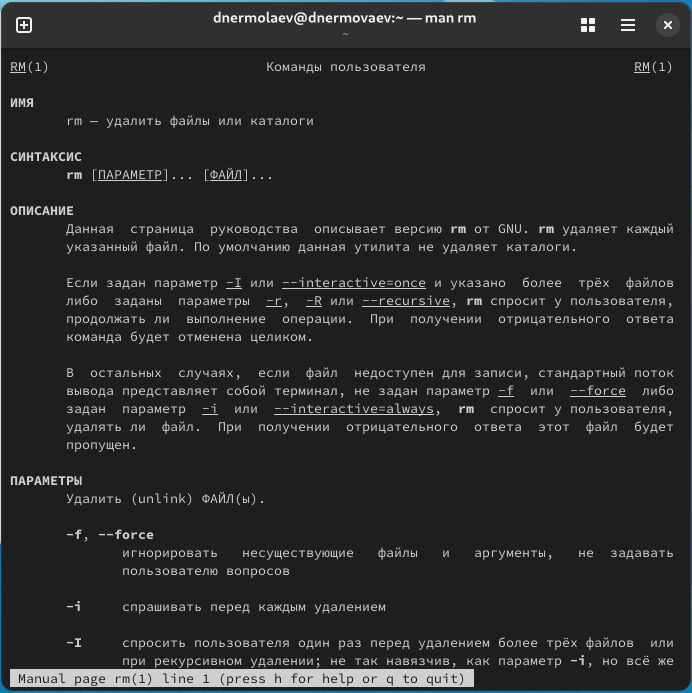 dnermolaev@dnermovaev:~ — man rm
~
RM(1) Команды пользователя RM(1)
ИМЯ
rm — удалить файлы или каталоги
СИНТАКСИС
rm [ПАРАМЕТР]... [ФАЙЛ]...
ОПИСАНИЕ
Данная страница руководства описывает версию rm от GNU. rm удаляет каждый
указанный файл. По умолчанию данная утилита не удаляет каталоги.
Если задан параметр -I или --interactive=once и указано более трёх файлов
либо заданы параметры -r, -R или --recursive, rm спросит у пользователя,
продолжать ли выполнение операции. При получении отрицательного ответа
команда будет отменена целиком.
В остальных случаях, если файл недоступен для записи, стандартный поток
вывода представляет собой терминал, не задан параметр -f или --force либо
задан параметр -i или --interactive=always, rm спросит у пользователя,
удалять ли файл. При получении отрицательного ответа этот файл будет
пропущен.
ПАРАМЕТРЫ
Удалить (unlink) ФАЙЛ(ы).
-f, --force
игнорировать несуществующие файлы и аргументы, не задавать
пользователю вопросов
-i спрашивать перед каждым удалением
-I спросить пользователя один раз перед удалением более трёх файлов или
при рекурсивном удалении; не так навязчив, как параметр -i, но всё же
Manual page rm(1) line 1 (press h for help or q to quit)